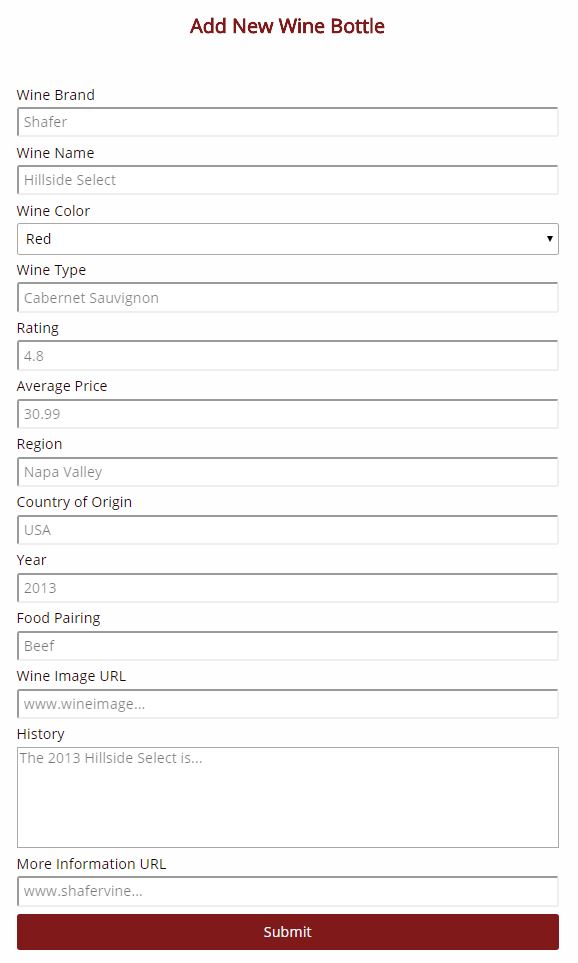 Add New Wine Bottle
Wine Brand
Shafer
Wine Name
Hillside Select
Wine Color
Red
Wine Type
Cabernet Sauvignon
Rating
4.8
Average Price
30.99
Region
Napa Valley
Country of Origin
USA
Year
2013
Food Pairing
Beef
Wine Image URL
www.wineimage...
History
The 2013 Hillside Select is...
More Information URL
www.shafervine...
Submit